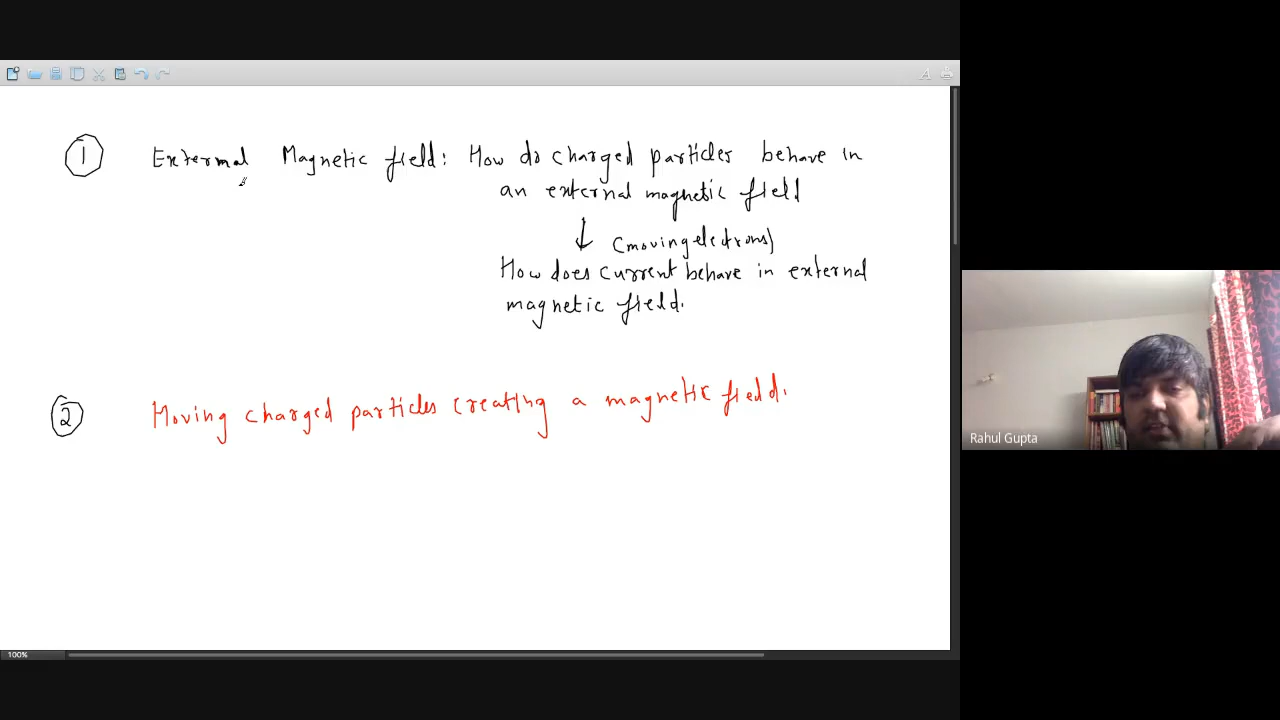 1 External Magnetic field: How do charged particles behave in
an external magnetic field
↓ (moving electrons)
How does current behave in external
magnetic field.
2 Moving charged particles creating a magnetic field.
Rahul Gupta
100%